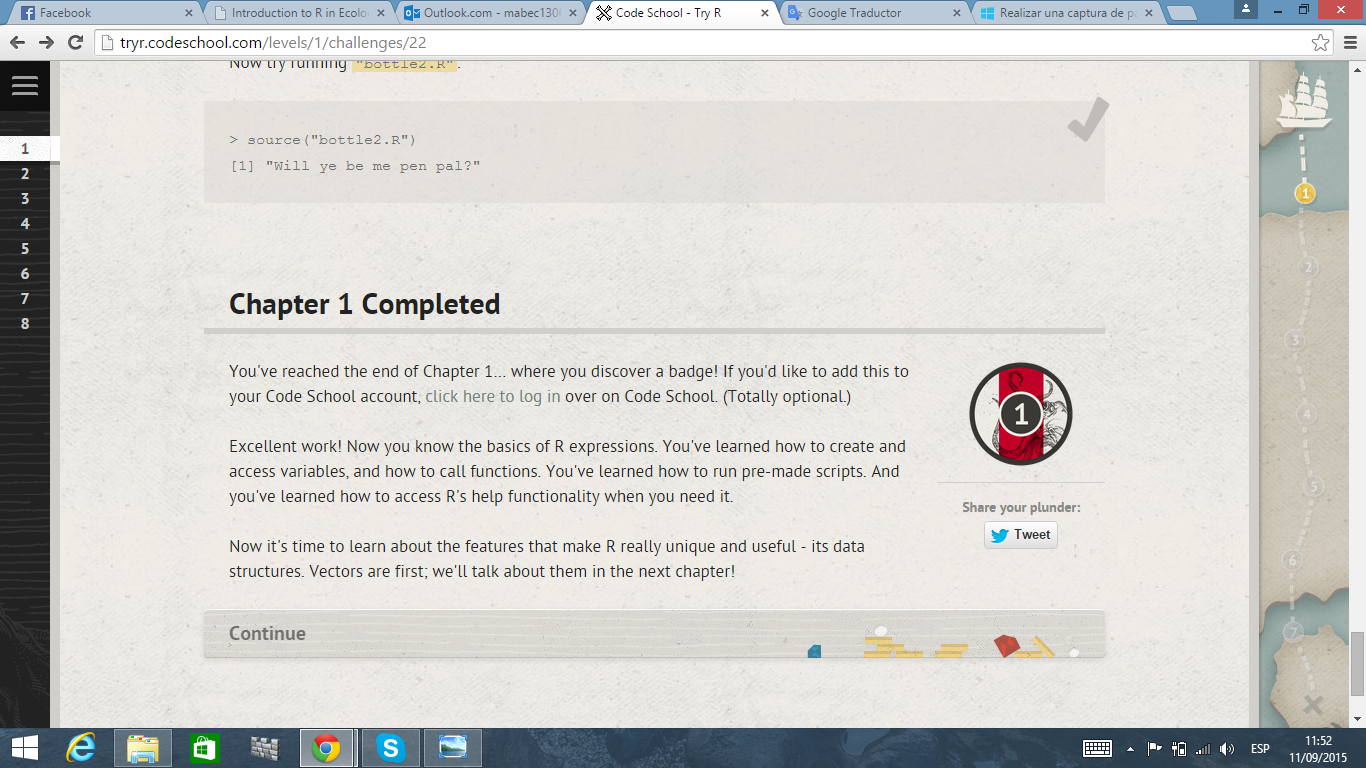 Facebook
Introduction to R in Ecolo
Outlook.com - mabec1306
Code School - Try R
Google Traductor
Realizar una captura de pa
tryr.codeschool.com/levels/1/challenges/22
Now try running "bottle2.R".
> source("bottle2.R")
[1] "Will ye be me pen pal?"
1
2
3
4
5
6
7
8
Chapter 1 Completed
You've reached the end of Chapter 1... where you discover a badge! If you'd like to add this to
your Code School account, click here to log in over on Code School. (Totally optional.)
Excellent work! Now you know the basics of R expressions. You've learned how to create and
access variables, and how to call functions. You've learned how to run pre-made scripts. And
you've learned how to access R's help functionality when you need it.
Now it's time to learn about the features that make R really unique and useful - its data
structures. Vectors are first; we'll talk about them in the next chapter!
1
Share your plunder:
Tweet
Continue
1
2
3
4
5
6
7
ESP
11:52
11/09/2015